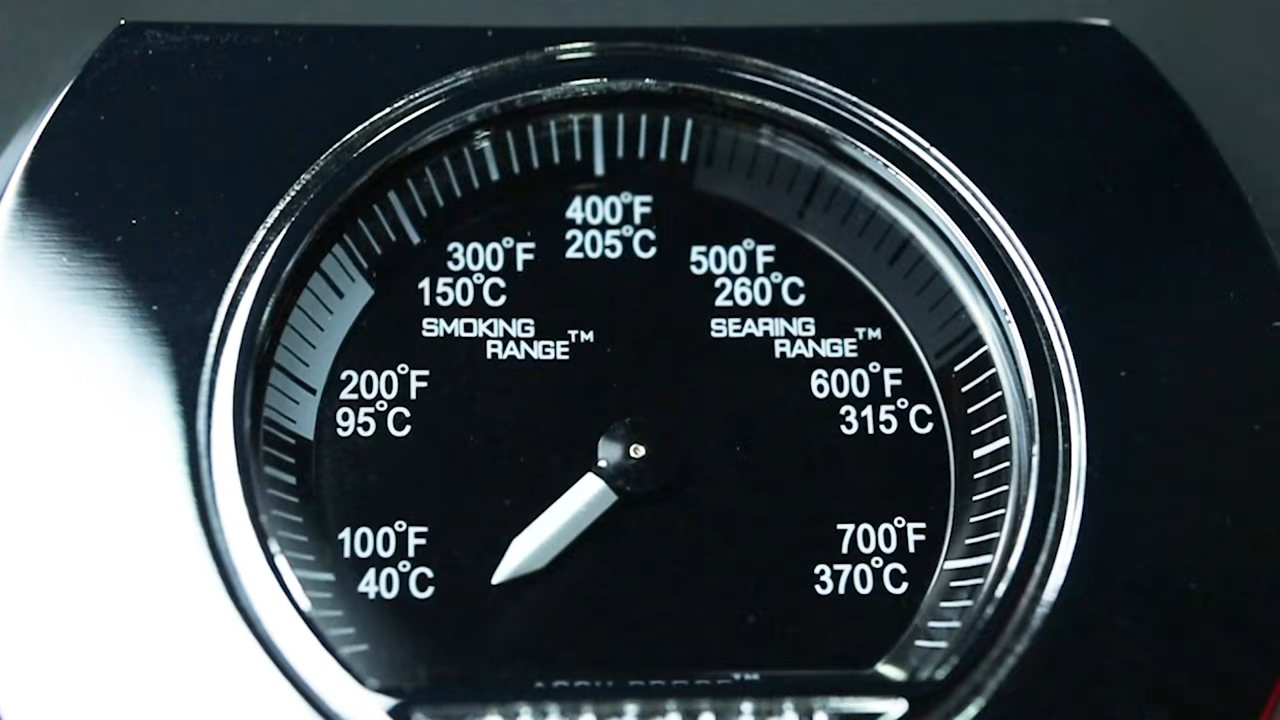 400°F
205°C
300°F
150°C
500°F
260°C
SMOKING
RANGE™
SEARING
RANGE™
200°F
95°C
600°F
315°C
100°F
40°C
700°F
370°C